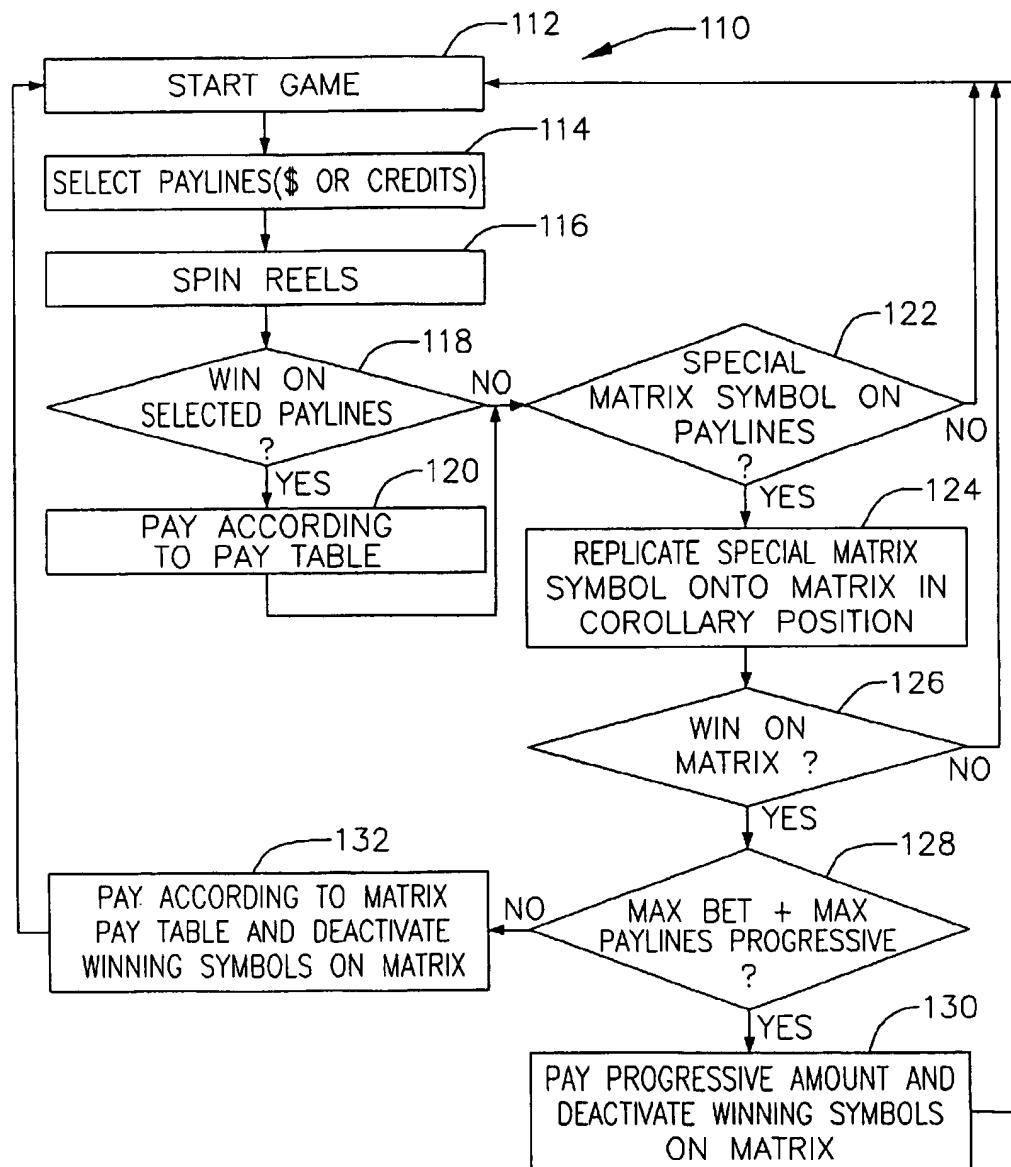 112
110
START GAME
114
SELECT PAYLINES($ OR CREDITS)
116
SPIN REELS
118
WIN ON
SELECTED PAYLINES
?
NO
YES
120
PAY ACCORDING
TO PAY TABLE
122
SPECIAL
MATRIX SYMBOL ON
PAYLINES
?
NO
YES
124
REPLICATE SPECIAL MATRIX
SYMBOL ONTO MATRIX IN
COROLLARY POSITION
126
WIN ON
MATRIX ?
NO
YES
128
MAX BET + MAX
PAYLINES PROGRESSIVE
?
NO
YES
132
PAY ACCORDING TO MATRIX
PAY TABLE AND DEACTIVATE
WINNING SYMBOLS ON MATRIX
130
PAY PROGRESSIVE AMOUNT AND
DEACTIVATE WINNING SYMBOLS
ON MATRIX